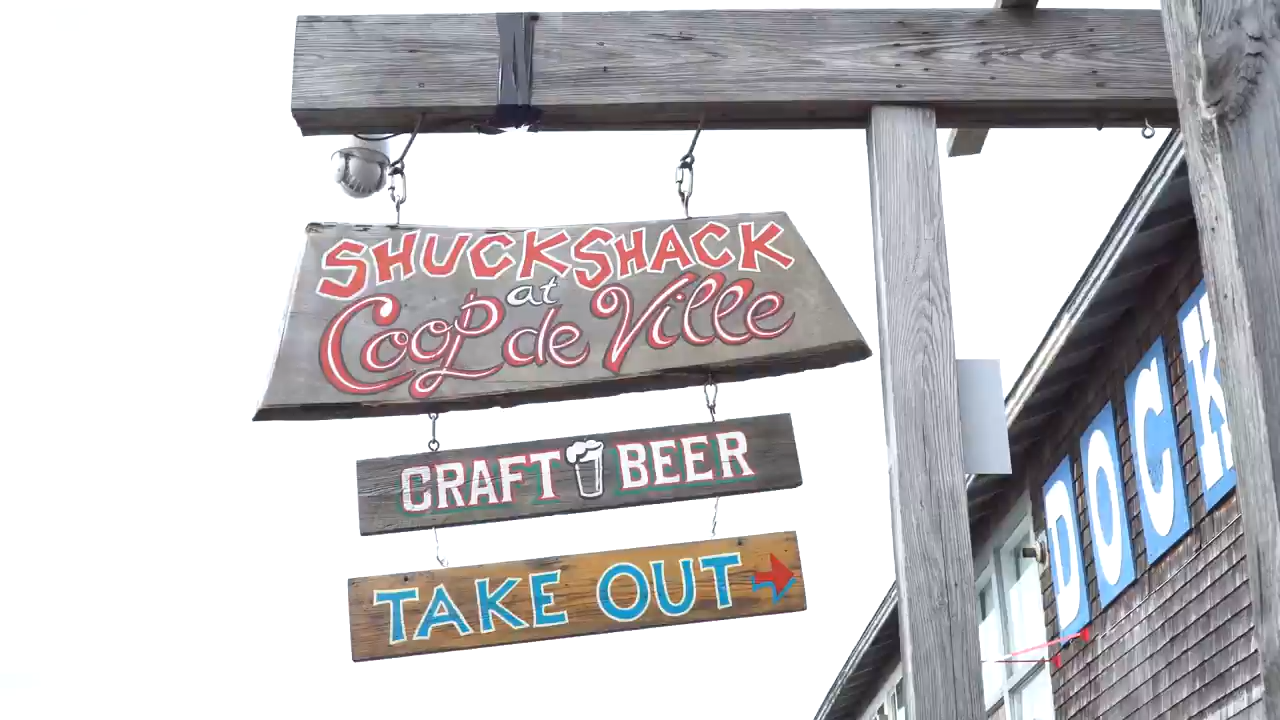 SHUCKSHACK
at
Coop de Ville
CRAFT BEER
TAKE OUT
DOCK